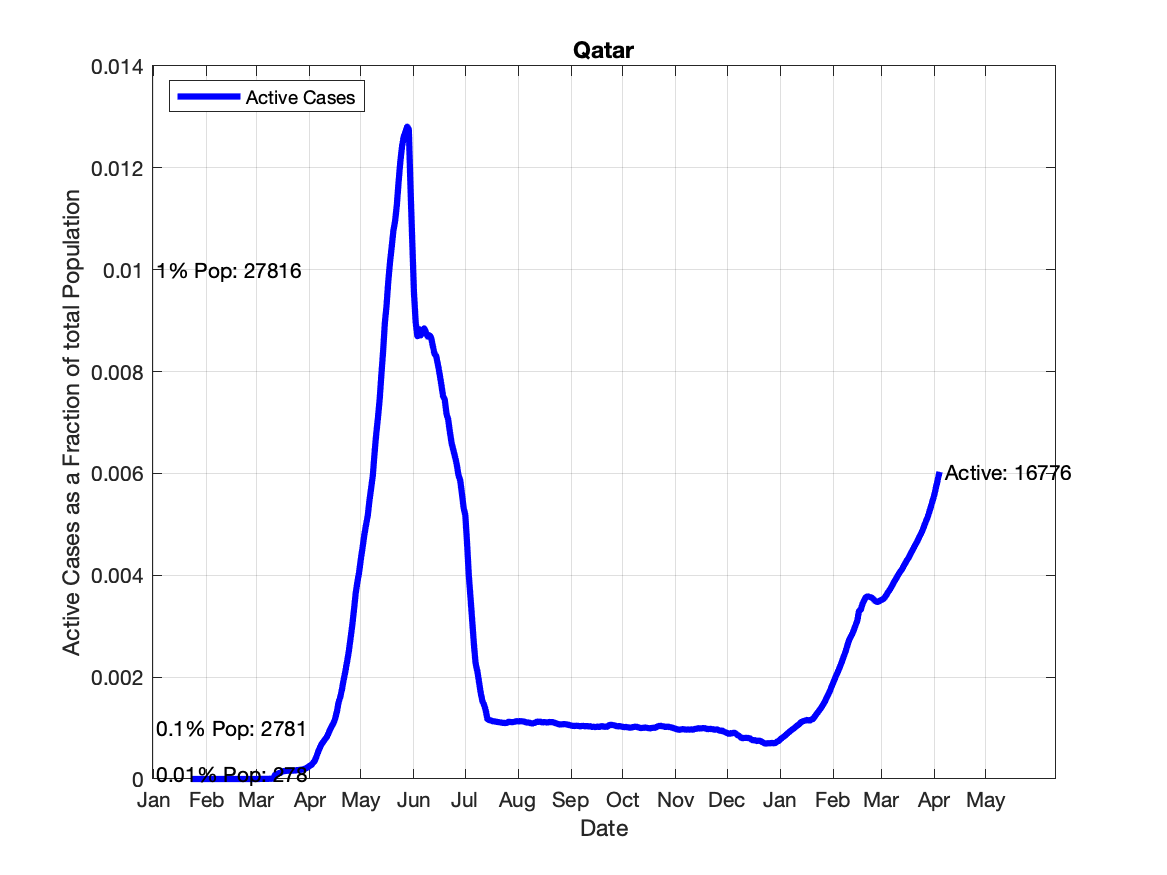 Qatar
0.014
Active Cases
0.012
0.01
1% Pop: 27816
0.008
0.006
Active: 16776
0.004
0.002
0.1% Pop: 2781
0
0.01% Pop: 278
Jan Feb Mar Apr May Jun Jul Aug Sep Oct Nov Dec Jan Feb Mar Apr May
Date
Active Cases as a Fraction of total Population